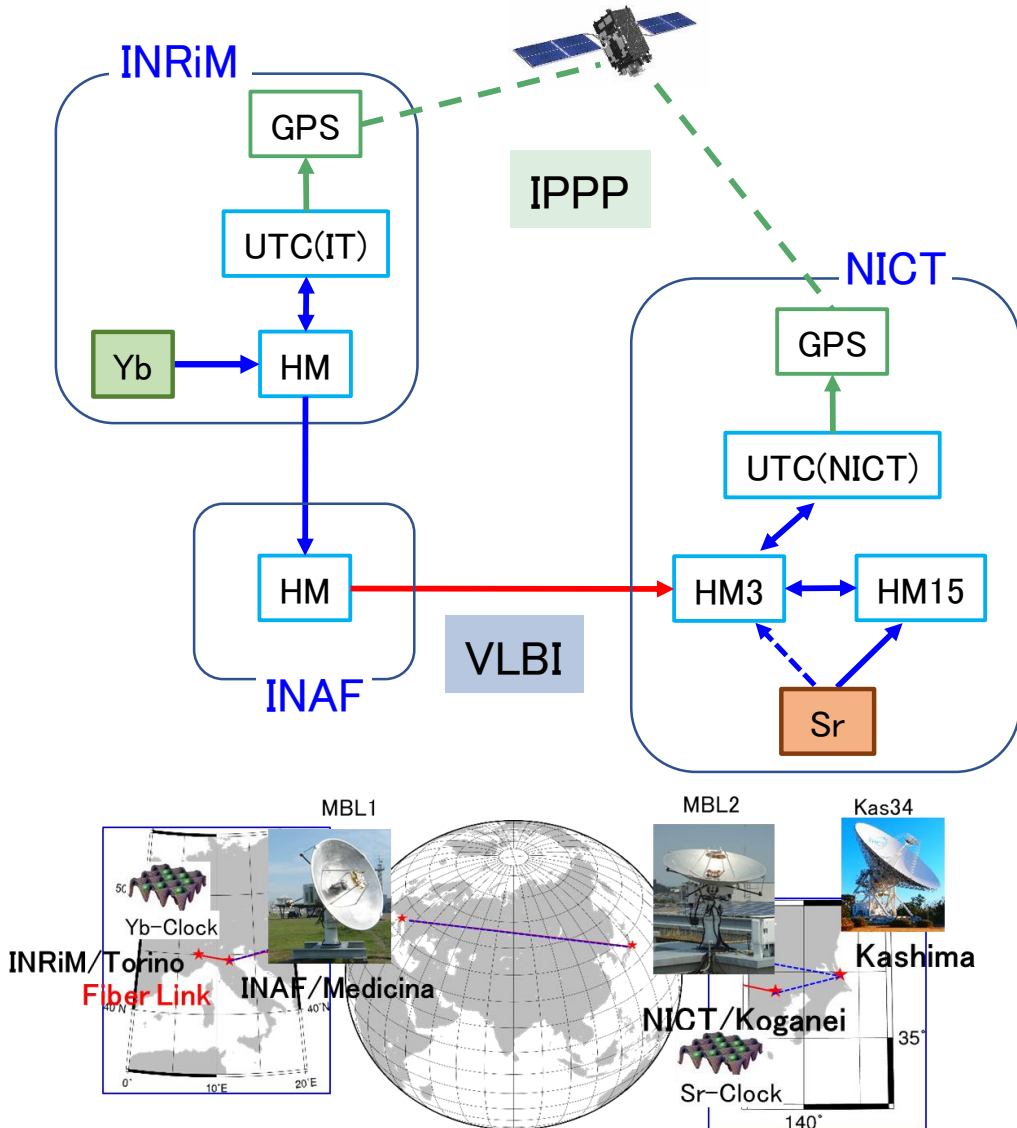 INRiM
GPS
IPPP
UTC(IT)
NICT
GPS
Yb
HM
UTC(NICT)
HM
HM3
HM15
VLBI
INAF
Sr
MBL1
MBL2
Kas34
Yb-Clock
INRiM/Torino
Fiber Link
INAF/Medicina
Kashima
NICT/Koganei
Sr-Clock
50
40°N
40°N
0°
10°E
20°E
35°
140°